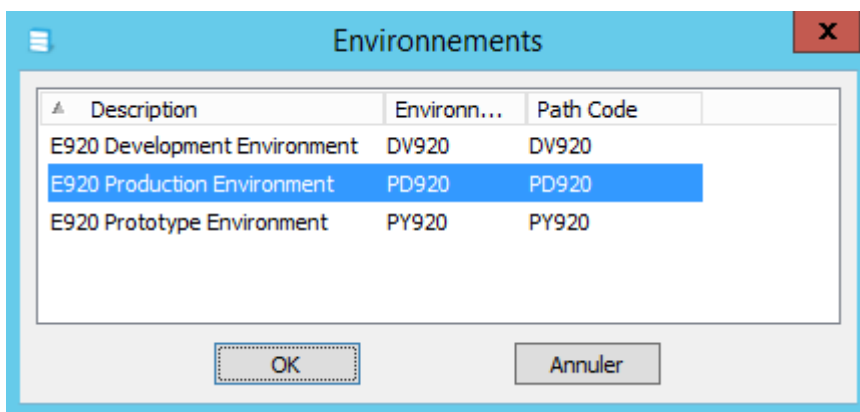 Environnements
x
Description Environn... Path Code
E920 Development Environment DV920 DV920
E920 Production Environment PD920 PD920
E920 Prototype Environment PY920 PY920
OK Annuler